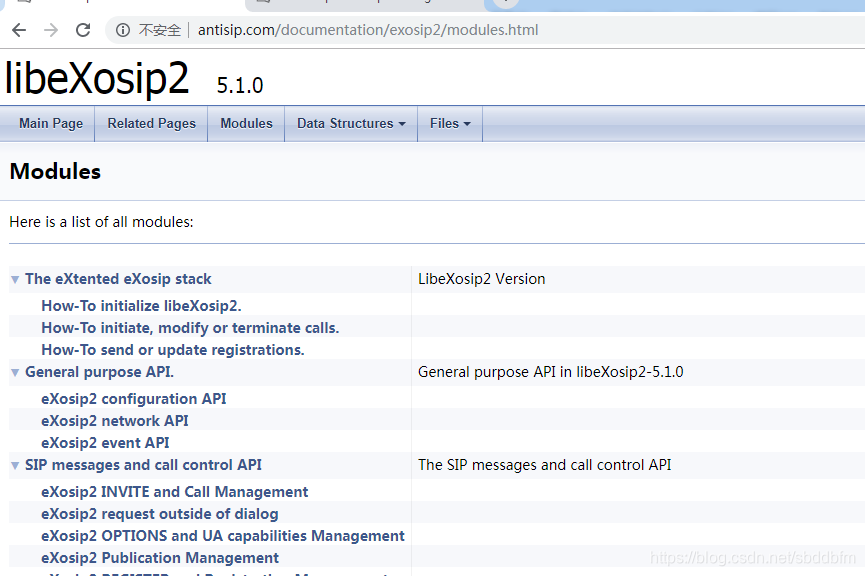 不安全 antisip.com/documentation/exosip2/modules.html
libeXosip2 5.1.0
Main Page Related Pages Modules Data Structures Files
Modules
Here is a list of all modules:
The eXtented eXosip stack LibeXosip2 Version
How-To initialize libeXosip2.
How-To initiate, modify or terminate calls.
How-To send or update registrations.
General purpose API. General purpose API in libeXosip2-5.1.0
eXosip2 configuration API
eXosip2 network API
eXosip2 event API
SIP messages and call control API The SIP messages and call control API
eXosip2 INVITE and Call Management
eXosip2 request outside of dialog
eXosip2 OPTIONS and UA capabilities Management
eXosip2 Publication Management
https://blog.csdn.net/sbddbfm